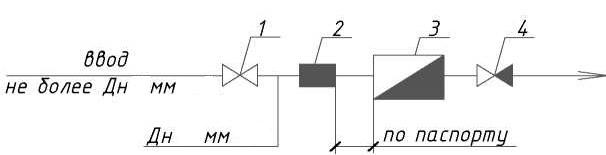 1 2 3 4
ввод
не более Дн мм
Дн мм
по паспорту